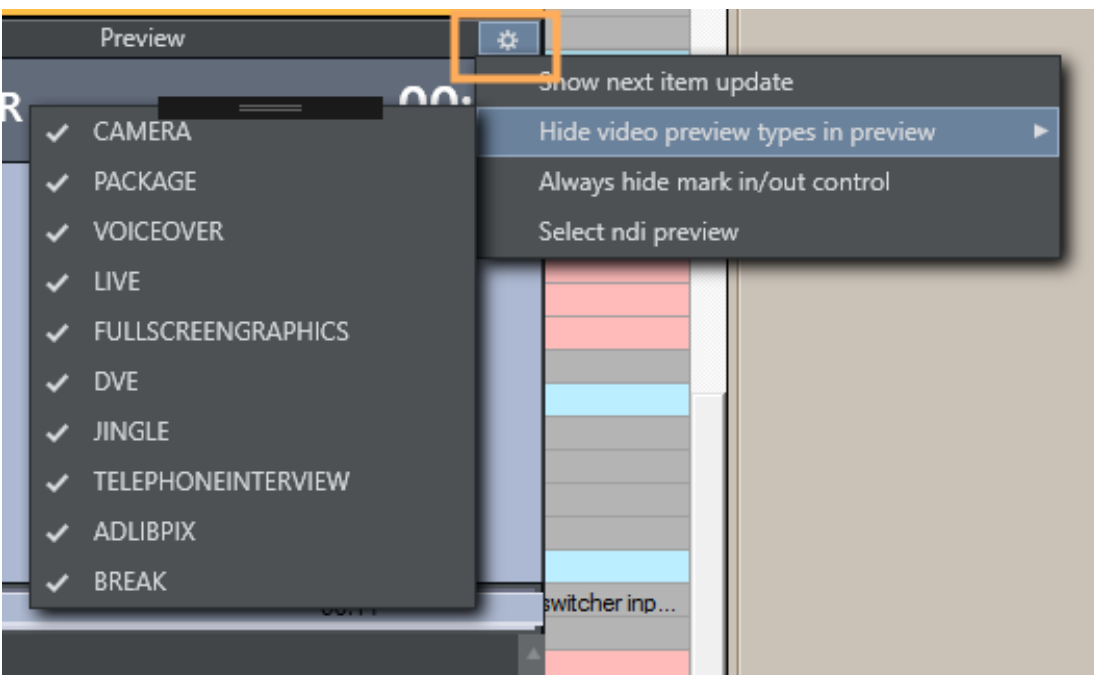 Preview
Show next item update
R
00:
CAMERA
Hide video preview types in preview
PACKAGE
Always hide mark in/out control
VOICEOVER
Select ndi preview
LIVE
FULLSCREENGRAPHICS
DVE
JINGLE
TELEPHONEINTERVIEW
ADLIBPIX
BREAK
switcher inp...